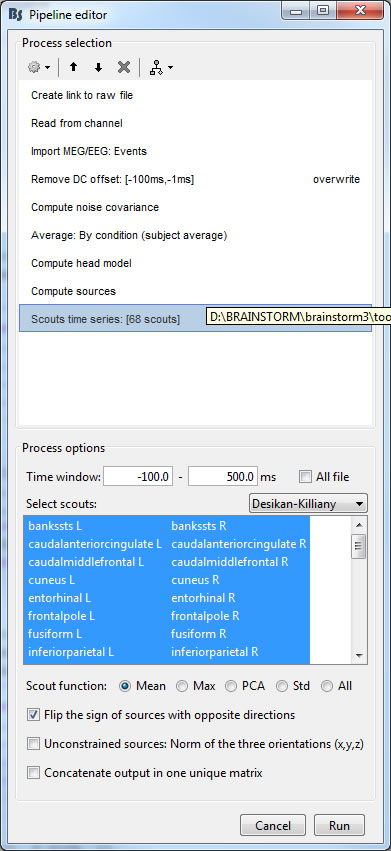 Bs Pipeline editor
Process selection
Create link to raw file
Read from channel
Import MEG/EEG: Events
Remove DC offset: [-100ms,-1ms] overwrite
Compute noise covariance
Average: By condition (subject average)
Compute head model
Compute sources
Scouts time series: [68 scouts] D:\BRAINSTORM\brainstorm3\too
Process options
Time window: -100.0 - 500.0 ms All file
Select scouts: Desikan-Killiany
bankssts L bankssts R
caudalanteriorcingulate L caudalanteriorcingulate R
caudalmiddlefrontal L caudalmiddlefrontal R
cuneus L cuneus R
entorhinal L entorhinal R
frontalpole L frontalpole R
fusiform L fusiform R
inferiorparietal L inferiorparietal R
Scout function: Mean Max PCA Std All
Flip the sign of sources with opposite directions
Unconstrained sources: Norm of the three orientations (x,y,z)
Concatenate output in one unique matrix
Cancel Run